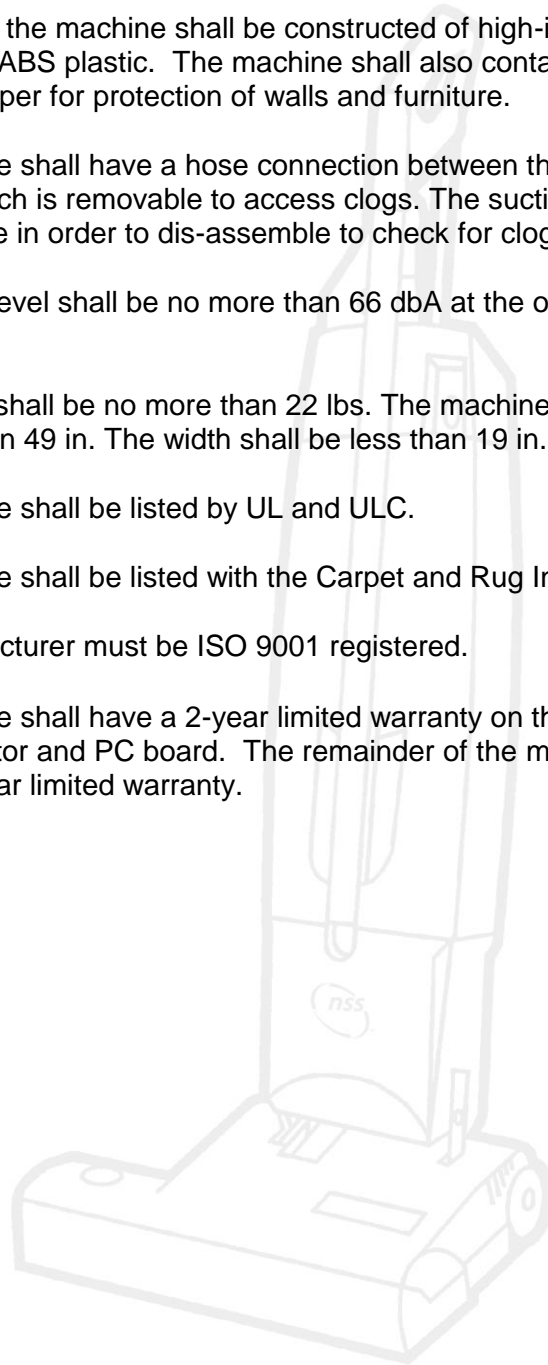 the machine shall be constructed of high-i
ABS plastic. The machine shall also conta
per for protection of walls and furniture.
e shall have a hose connection between th
ch is removable to access clogs. The sucti
e in order to dis-assemble to check for clog
evel shall be no more than 66 dbA at the o
shall be no more than 22 lbs. The machine
n 49 in. The width shall be less than 19 in.
e shall be listed by UL and ULC.
e shall be listed with the Carpet and Rug In
cturer must be ISO 9001 registered.
e shall have a 2-year limited warranty on th
tor and PC board. The remainder of the m
ar limited warranty.
nss